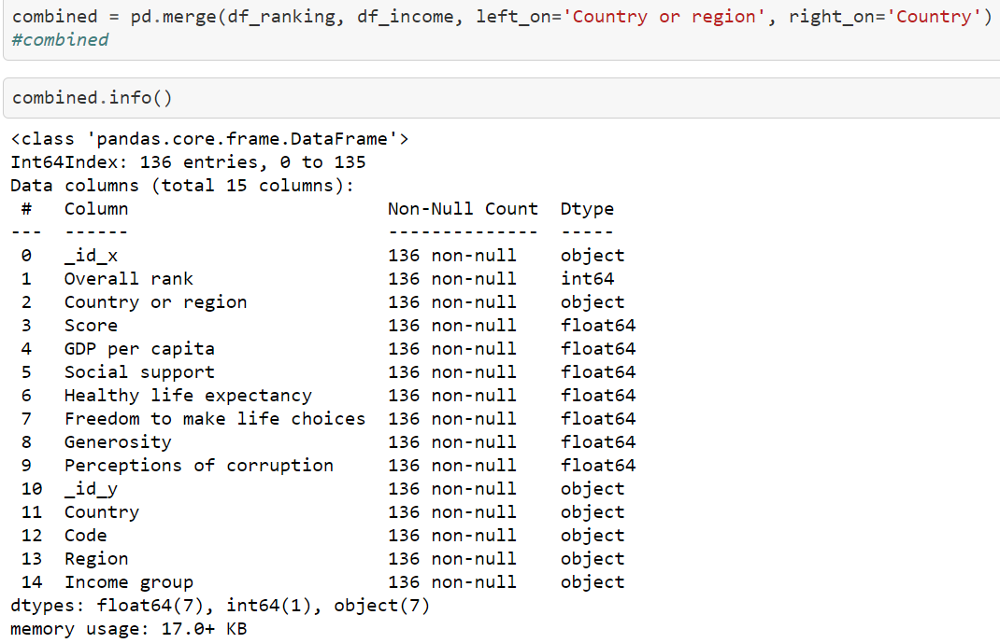 combined = pd.merge(df_ranking, df_income, left_on='Country or region', right_on='Country')
#combined
combined.info()
<class 'pandas.core.frame.DataFrame'>
Int64Index: 136 entries, 0 to 135
Data columns (total 15 columns):
 #   Column                        Non-Null Count  Dtype
---  ------                        --------------  -----
 0   _id_x                         136 non-null    object
 1   Overall rank                  136 non-null    int64
 2   Country or region             136 non-null    object
 3   Score                         136 non-null    float64
 4   GDP per capita                136 non-null    float64
 5   Social support                136 non-null    float64
 6   Healthy life expectancy       136 non-null    float64
 7   Freedom to make life choices  136 non-null    float64
 8   Generosity                    136 non-null    float64
 9   Perceptions of corruption     136 non-null    float64
 10  _id_y                         136 non-null    object
 11  Country                       136 non-null    object
 12  Code                          136 non-null    object
 13  Region                        136 non-null    object
 14  Income group                  136 non-null    object
dtypes: float64(7), int64(1), object(7)
memory usage: 17.0+ KB